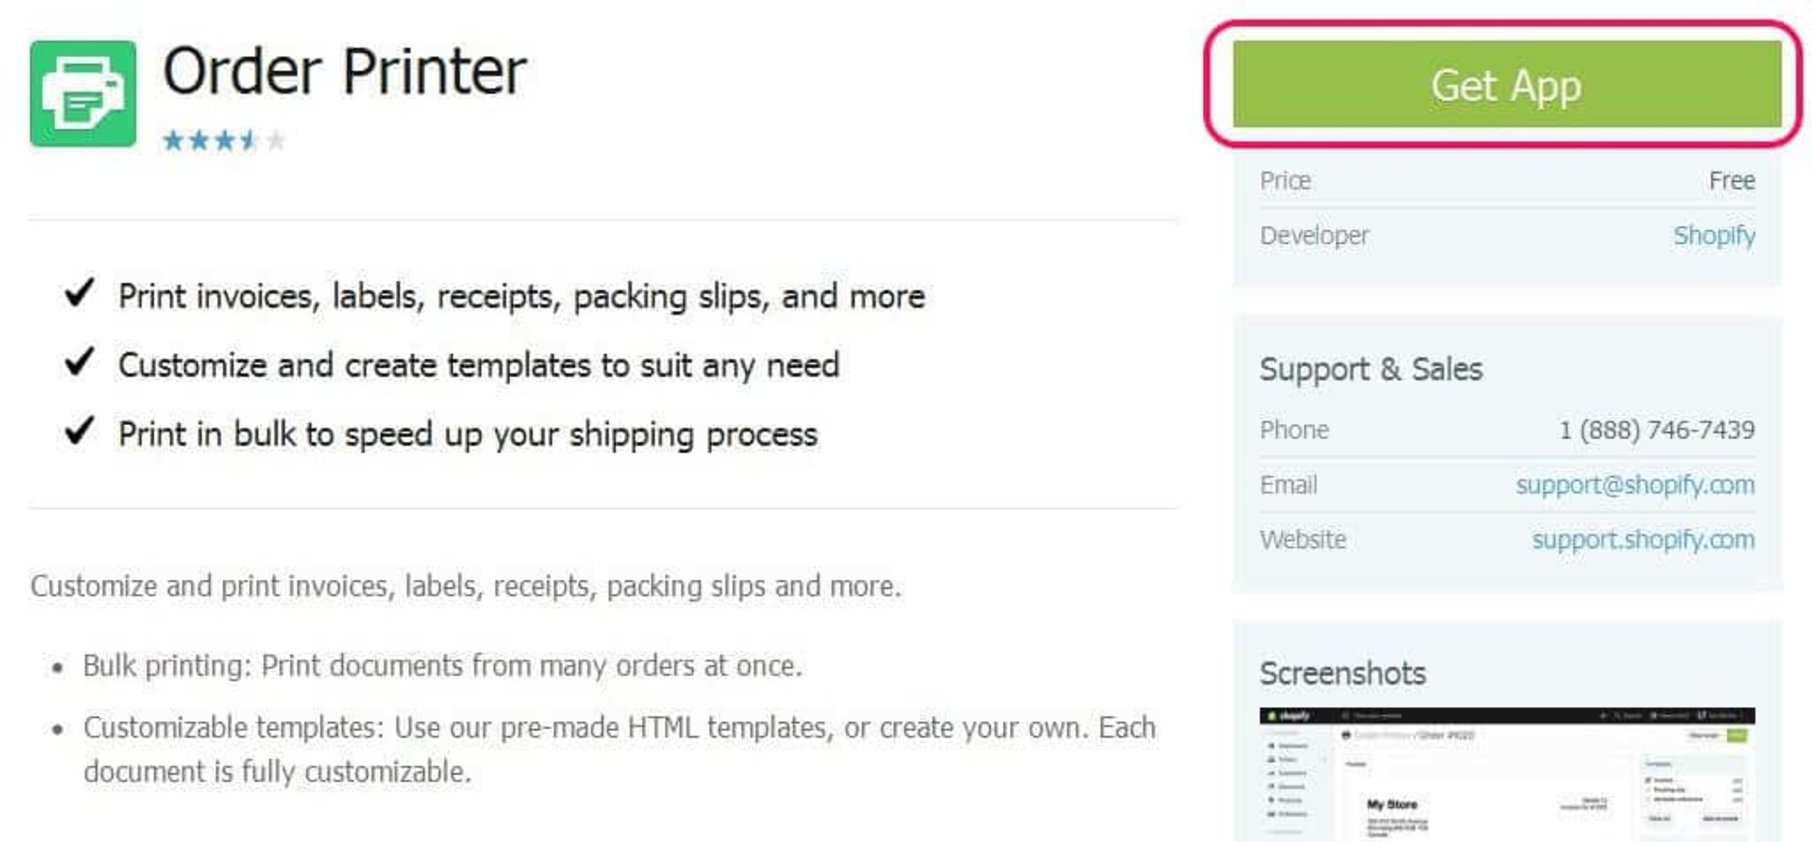 Order Printer
Get App
Price Free
Developer Shopify
Print invoices, labels, receipts, packing slips, and more
Customize and create templates to suit any need
Print in bulk to speed up your shipping process
Support & Sales
Phone 1 (888) 746-7439
Email support@shopify.com
Website support.shopify.com
Customize and print invoices, labels, receipts, packing slips and more.
Bulk printing: Print documents from many orders at once.
Customizable templates: Use our pre-made HTML templates, or create your own. Each
document is fully customizable.
Screenshots
shopify
My Store